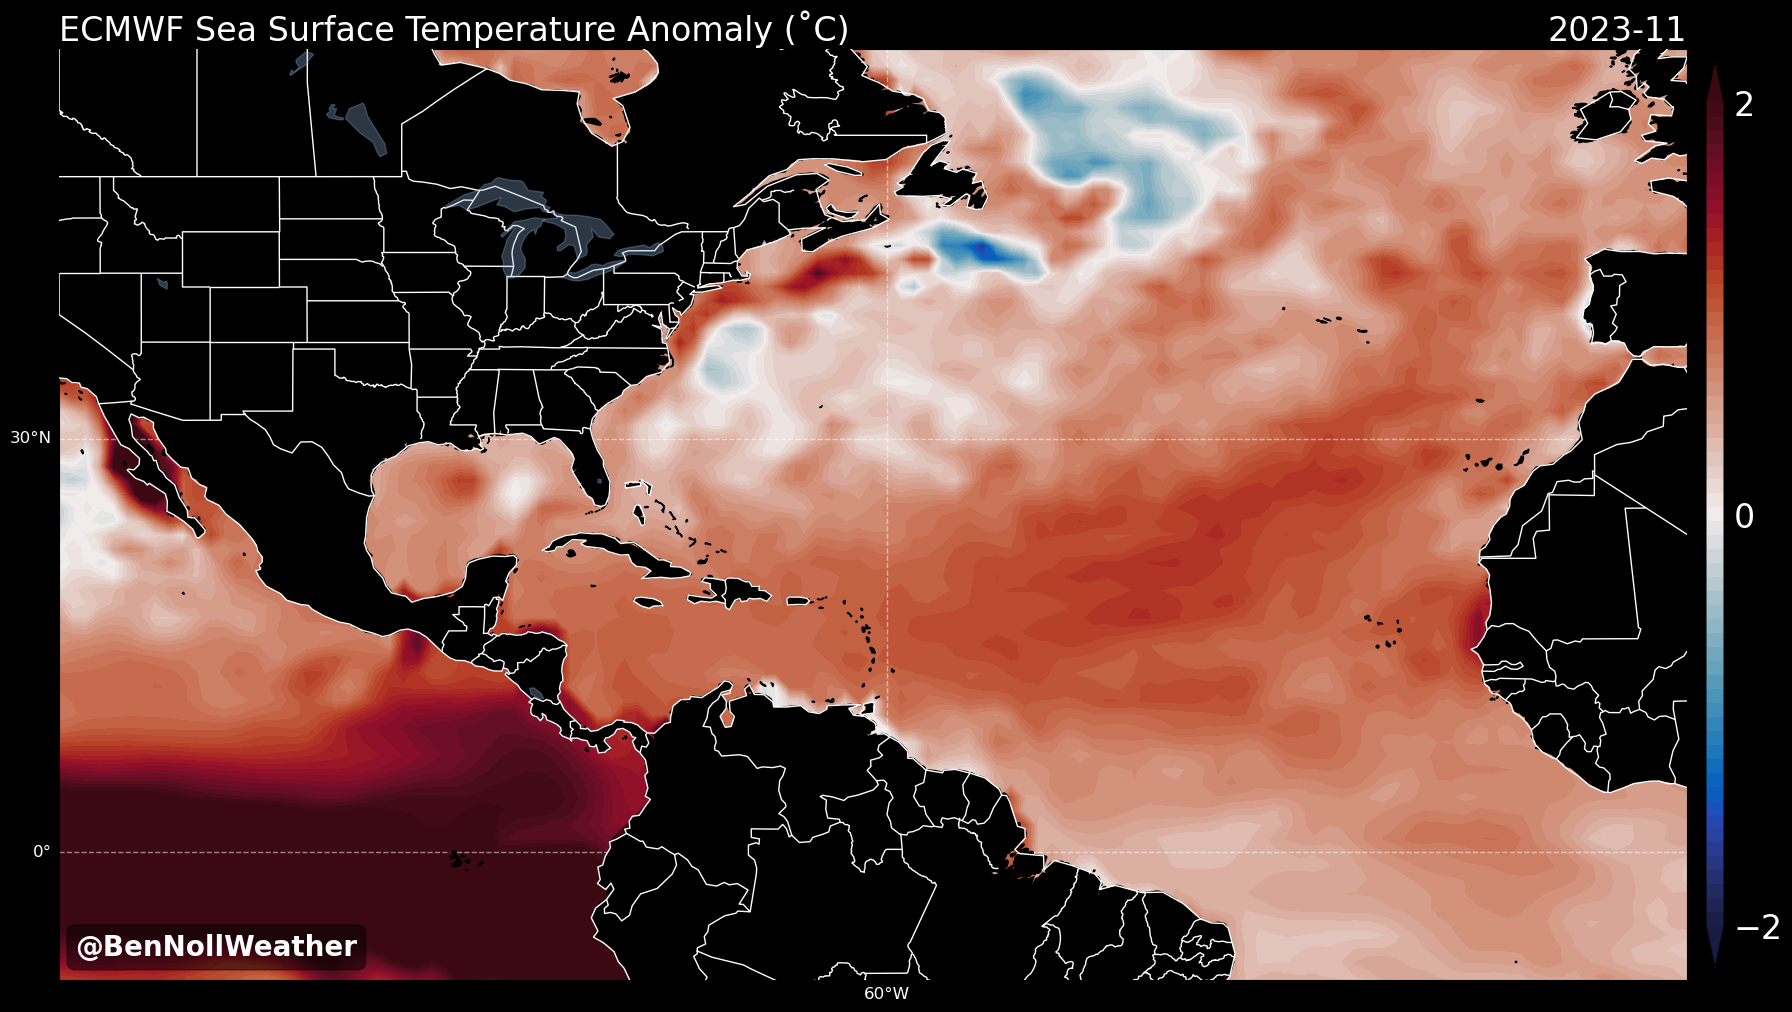 ECMWF Sea Surface Temperature Anomaly (˚C)
2023-11
2
30°N
0
0°
−2
@BenNollWeather
60°W